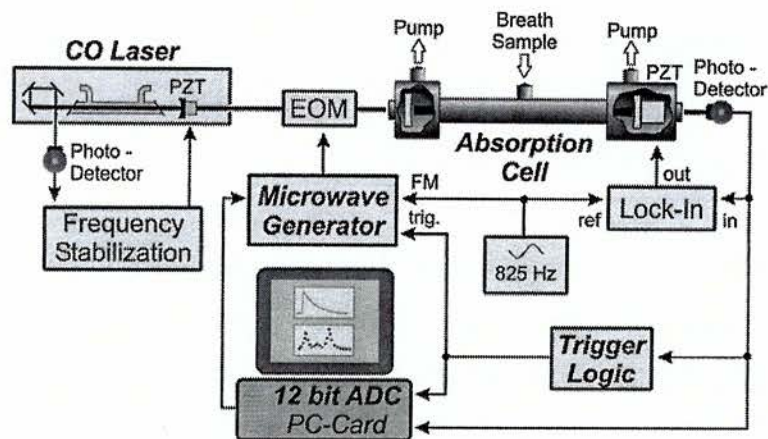 CO Laser
PZT
Pump
Breath
Sample
Pump
PZT
Photo -
Detector
EOM
Absorption
Cell
Photo -
Detector
Frequency
Stabilization
Microwave
Generator
FM
trig.
825 Hz
ref
Lock-In
out
in
Trigger
Logic
12 bit ADC
PC-Card